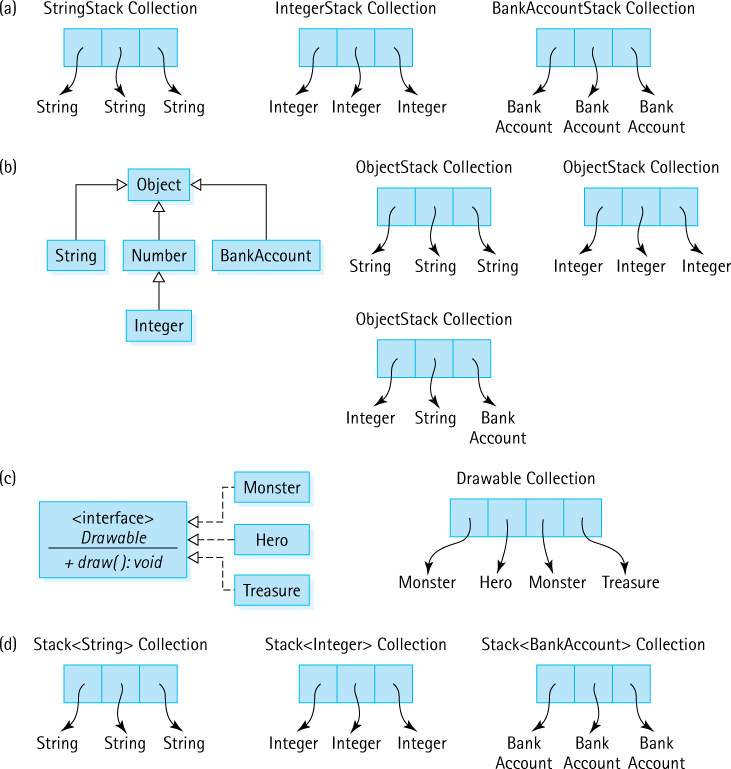 (a) StringStack Collection IntegerStack Collection BankAccountStack Collection
String String String Integer Integer Integer Bank Bank Bank
Account Account Account
(b) ObjectStack Collection ObjectStack Collection
Object
String Number BankAccount
String String String Integer Integer Integer
Integer
ObjectStack Collection
Integer String Bank
Account
(c) Drawable Collection
Monster
<interface>
Drawable
Hero
+ draw( ): void
Treasure
Monster Hero Monster Treasure
(d) Stack<String> Collection Stack<Integer> Collection Stack<BankAccount> Collection
String String String Integer Integer Integer Bank Bank Bank
Account Account Account